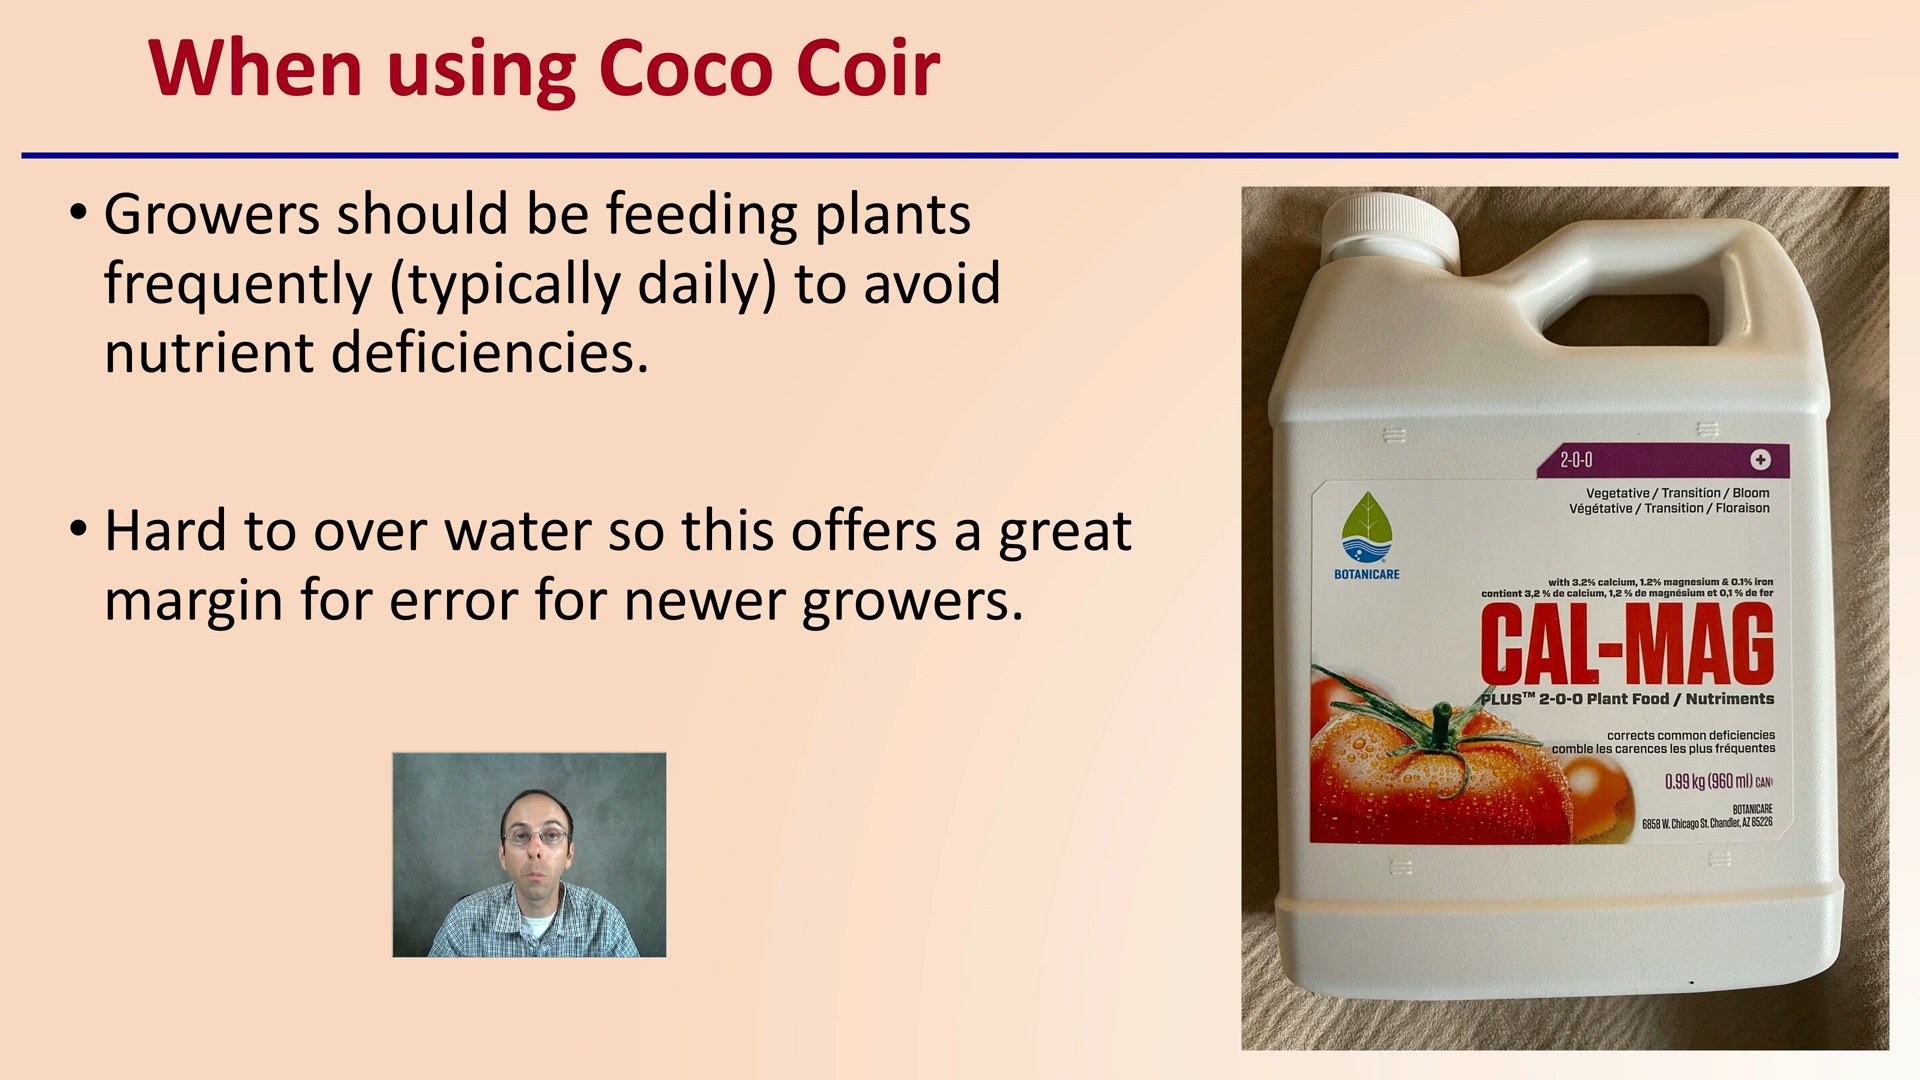 When using Coco Coir
• Growers should be feeding plants
frequently (typically daily) to avoid
nutrient deficiencies.
• Hard to over water so this offers a great
margin for error for newer growers.
2-0-0
Vegetative / Transition / Bloom
Végétative / Transition / Floraison
BOTANICARE
with 3.2% calcium, 1.2% magnesium & 0.1% iron
contient 3,2 % de calcium, 1,2 % de magnésium et 0,1 % de fer
CAL-MAG
PLUS™ 2-0-0 Plant Food / Nutriments
corrects common deficiencies
comble les carences les plus fréquentes
0.99 kg (960 ml) CAN
BOTANICARE
6858 W. Chicago St. Chandler, AZ 85226